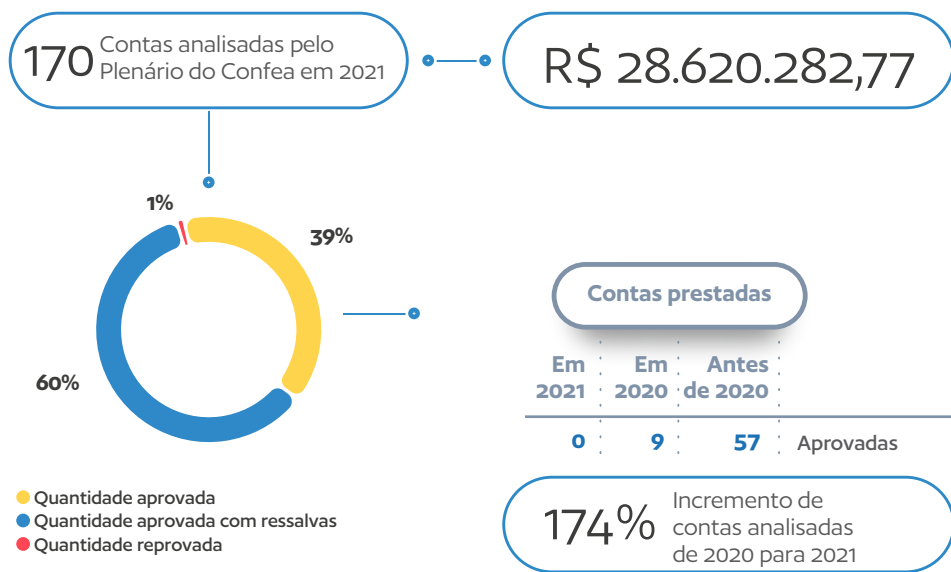 170 Contas analisadas pelo
Plenário do Confea em 2021
R$ 28.620.282,77
1%
39%
60%
Quantidade aprovada
Quantidade aprovada com ressalvas
Quantidade reprovada
Contas prestadas
Em 2021
Em 2020
Antes de 2020
0 9 57 Aprovadas
174% Incremento de
contas analisadas
de 2020 para 2021